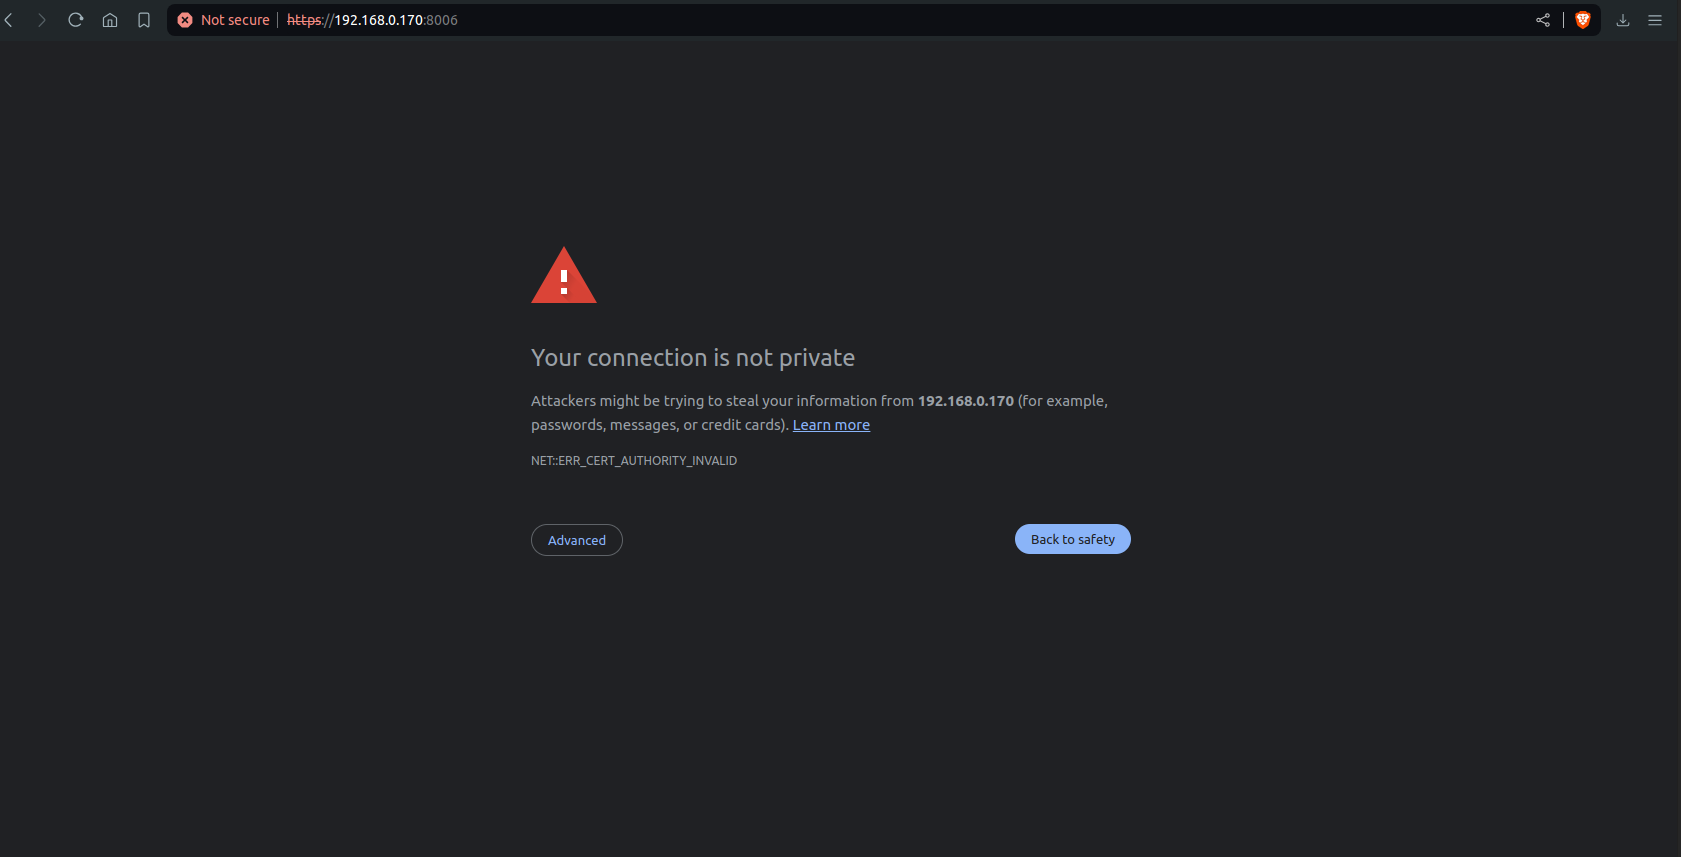 Not secure https://192.168.0.170:8006
Your connection is not private
Attackers might be trying to steal your information from 192.168.0.170 (for example,
passwords, messages, or credit cards). Learn more
NET::ERR_CERT_AUTHORITY_INVALID
Advanced Back to safety